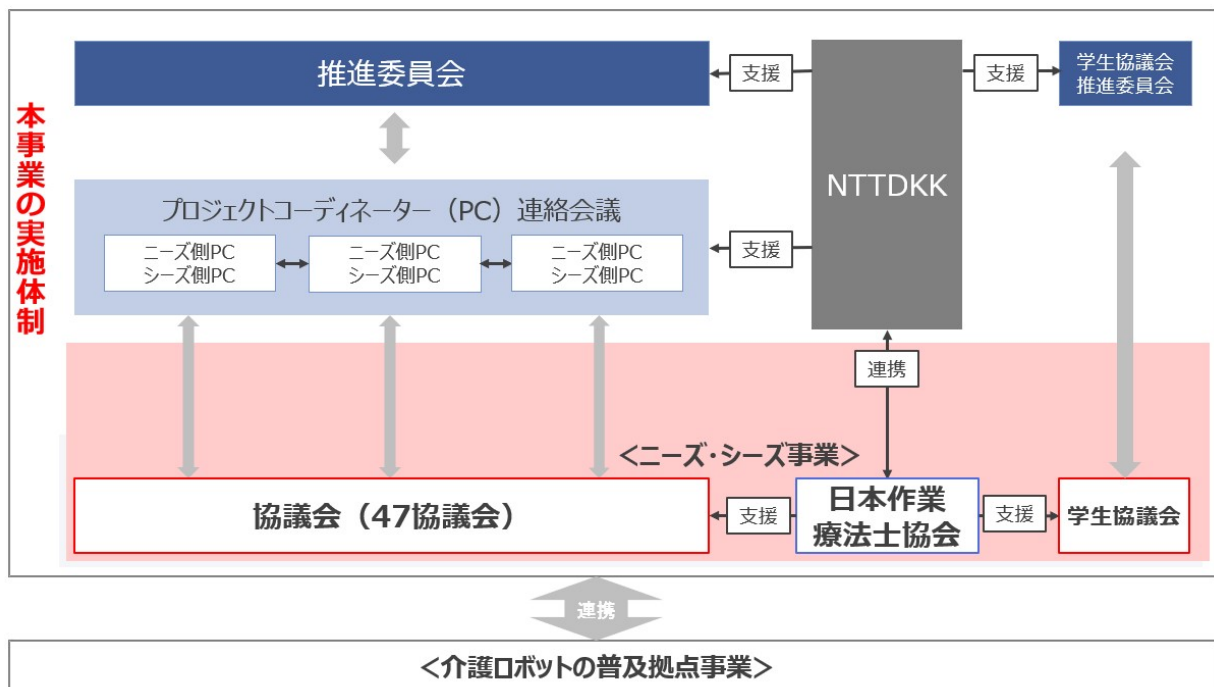 本事業の実施体制
推進委員会
支援
支援
学生協議会
推進委員会
NTTDKK
プロジェクトコーディネーター（PC）連絡会議
ニーズ側PC
シーズ側PC
ニーズ側PC
シーズ側PC
ニーズ側PC
シーズ側PC
支援
連携
＜ニーズ・シーズ事業＞
協議会（47協議会）
支援
日本作業
療法士協会
支援
学生協議会
連携
＜介護ロボットの普及拠点事業＞